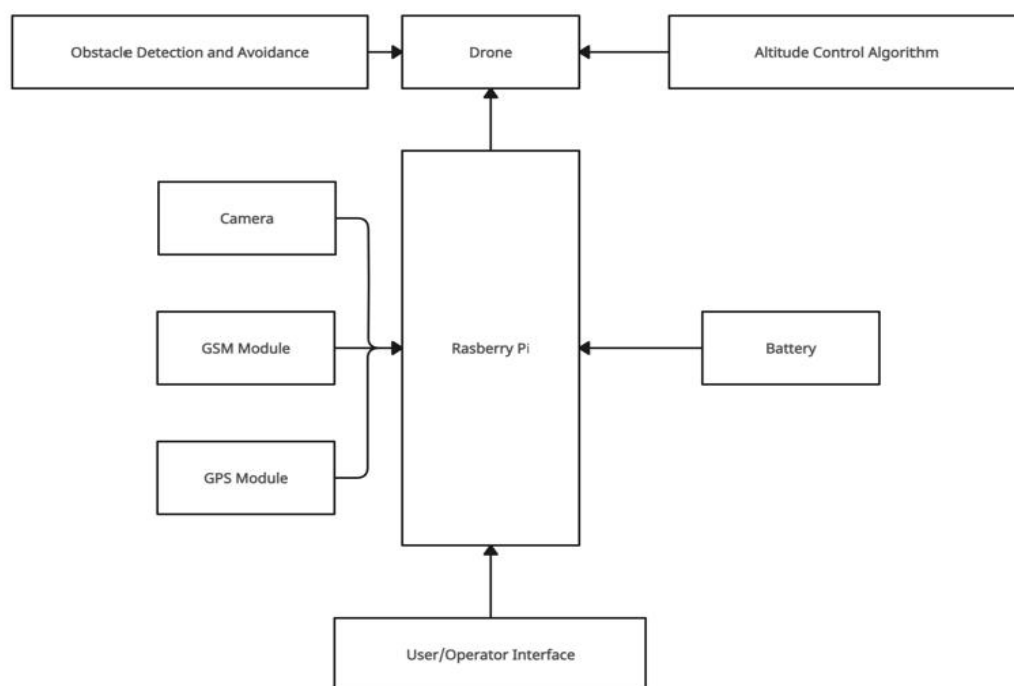 Obstacle Detection and Avoidance
Drone
Altitude Control Algorithm
Camera
GSM Module
Rasberry Pi
Battery
GPS Module
User/Operator Interface